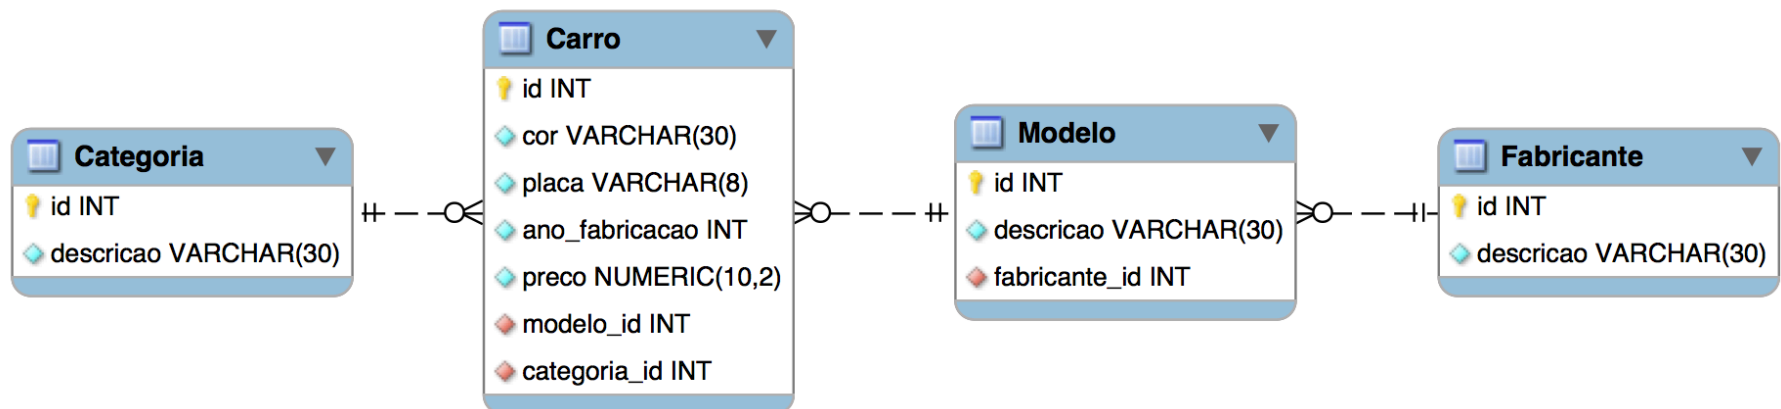 Categoria
id INT
descricao VARCHAR(30)
Carro
id INT
cor VARCHAR(30)
placa VARCHAR(8)
ano_fabricacao INT
preco NUMERIC(10,2)
modelo_id INT
categoria_id INT
Modelo
id INT
descricao VARCHAR(30)
fabricante_id INT
Fabricante
id INT
descricao VARCHAR(30)